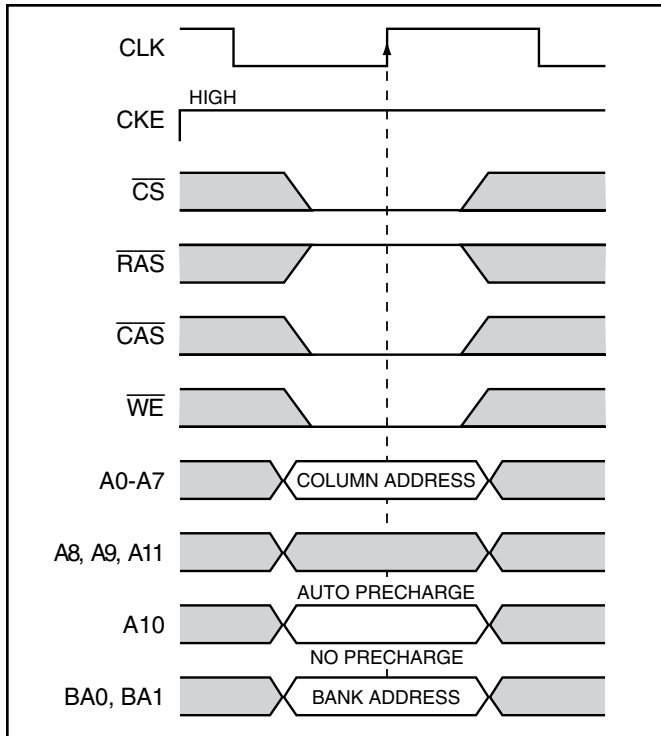 CLK
HIGH
CKE
CS
RAS
CAS
WE
A0-A7 COLUMN ADDRESS
A8, A9, A11
AUTO PRECHARGE
A10
NO PRECHARGE
BA0, BA1 BANK ADDRESS